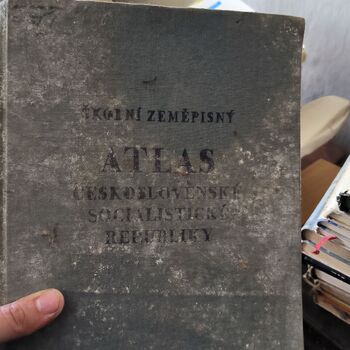 ŠKOLNÍ ZEMĚPISNÝ
ATLAS
ČESKOSLOVENSKÉ
SOCIALISTICKÉ
REPUBLIKY